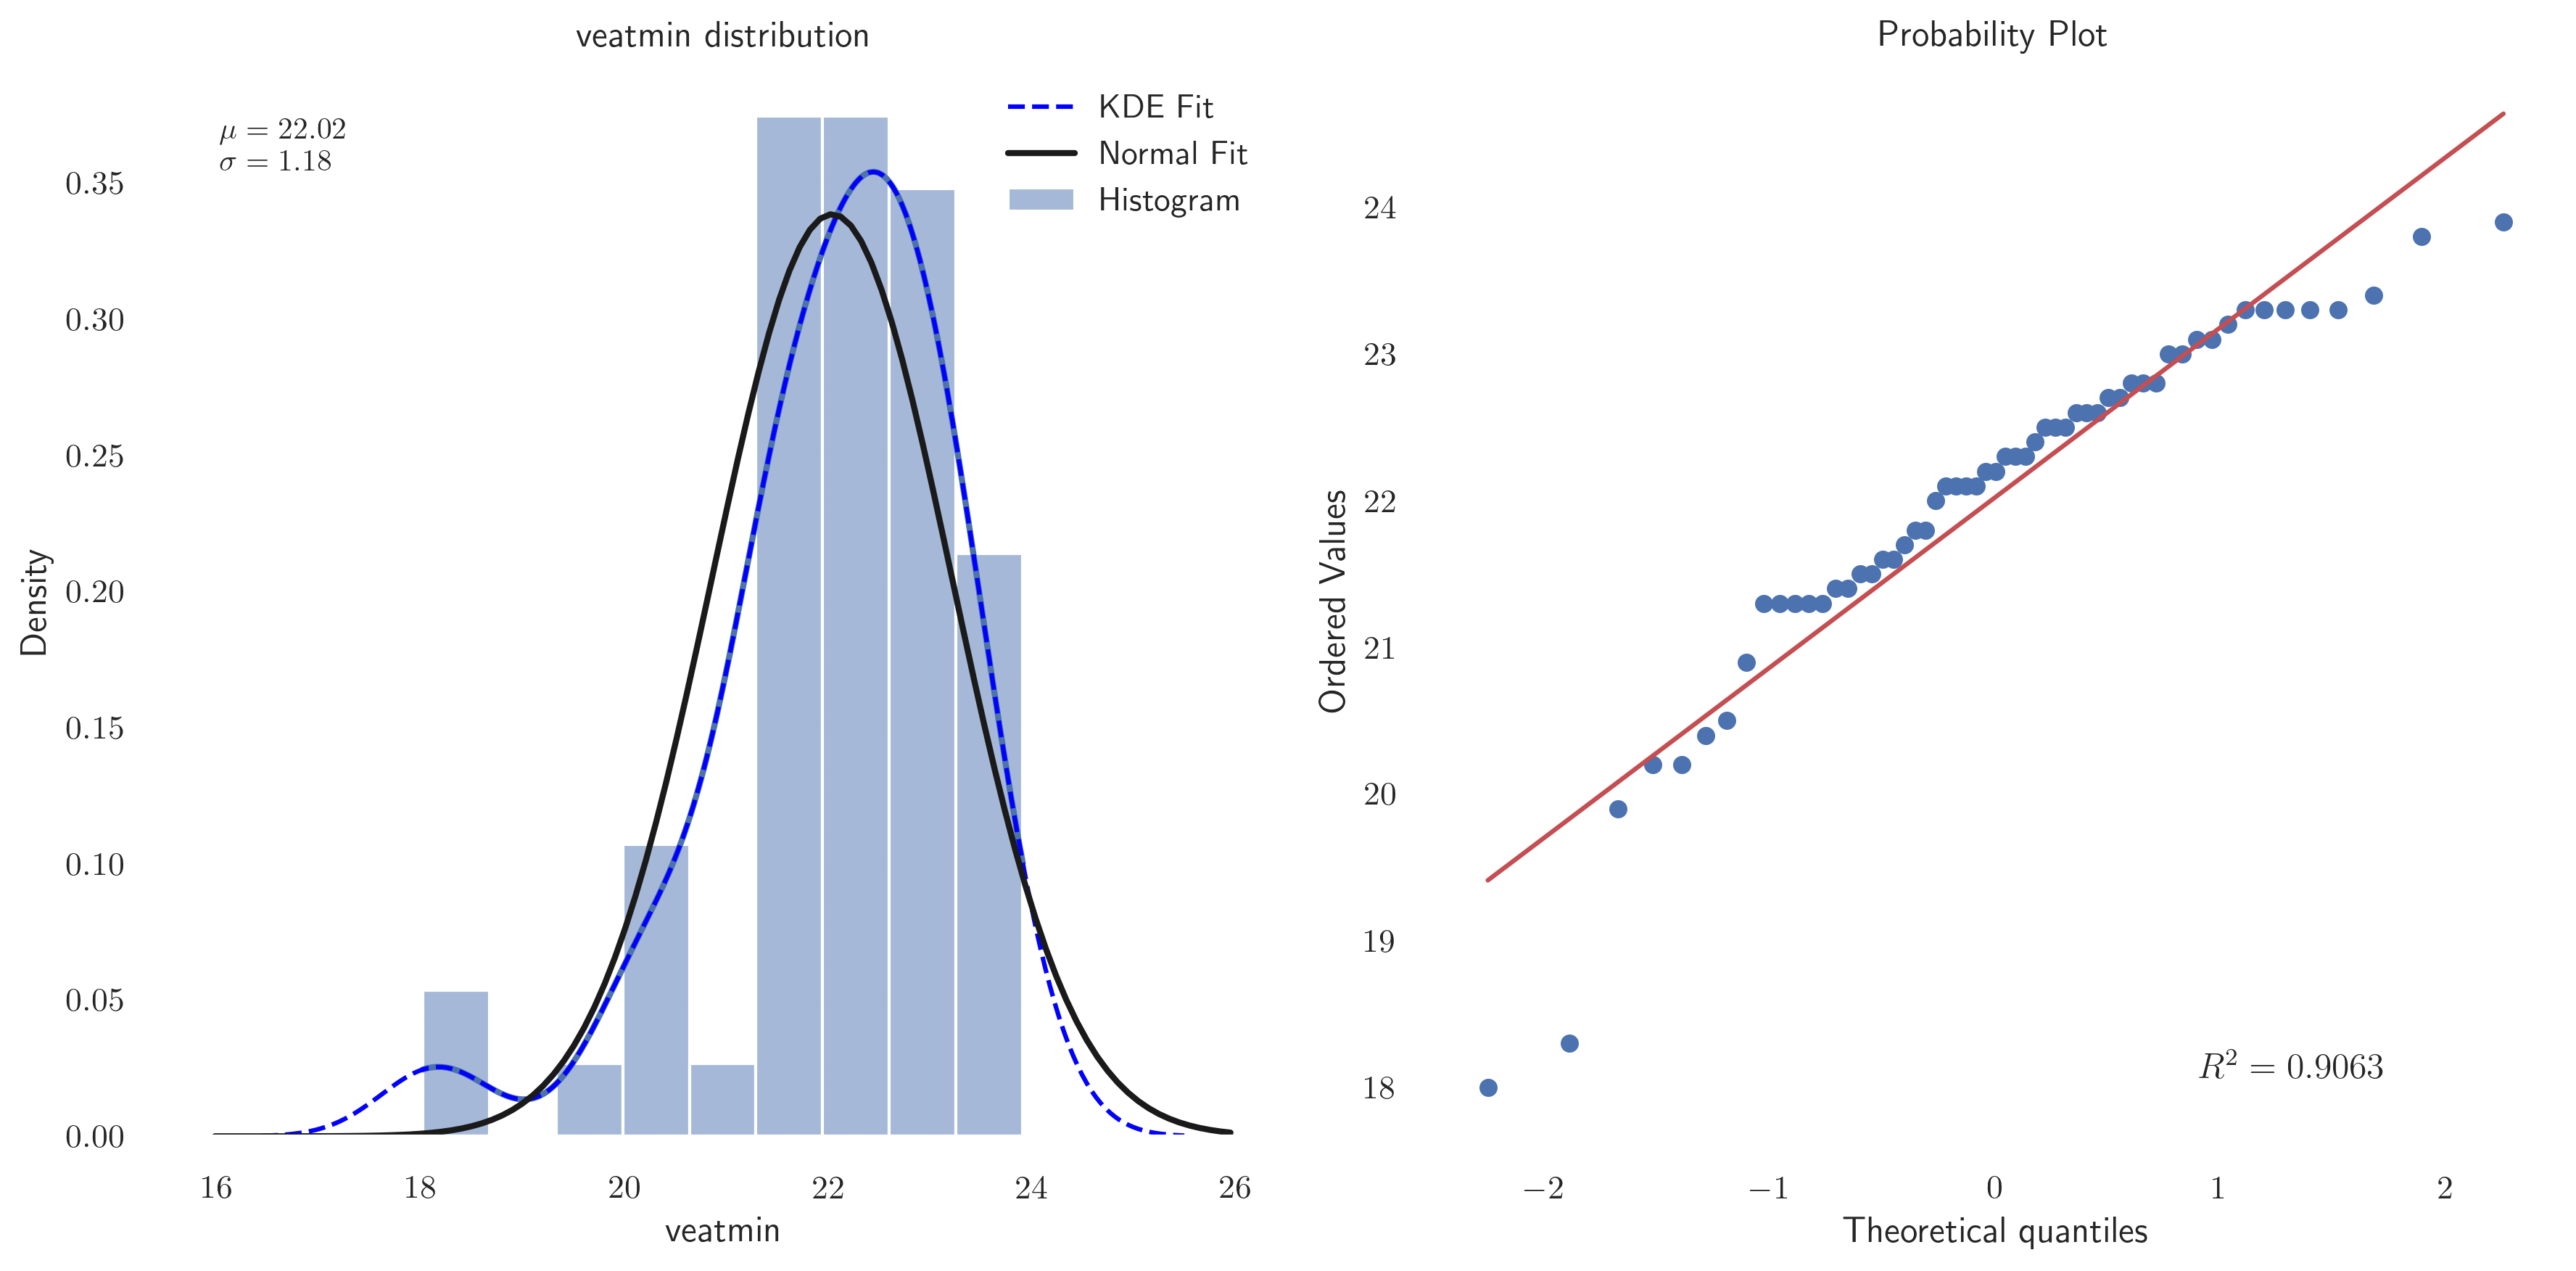 veatmin distribution
μ = 22.02
σ = 1.18
KDE Fit
Normal Fit
Histogram
Density
0.35
0.30
0.25
0.20
0.15
0.10
0.05
0.00
16 18 20 22 24 26
veatmin
Probability Plot
Ordered Values
24
23
22
21
20
19
18
R² = 0.9063
−2 −1 0 1 2
Theoretical quantiles